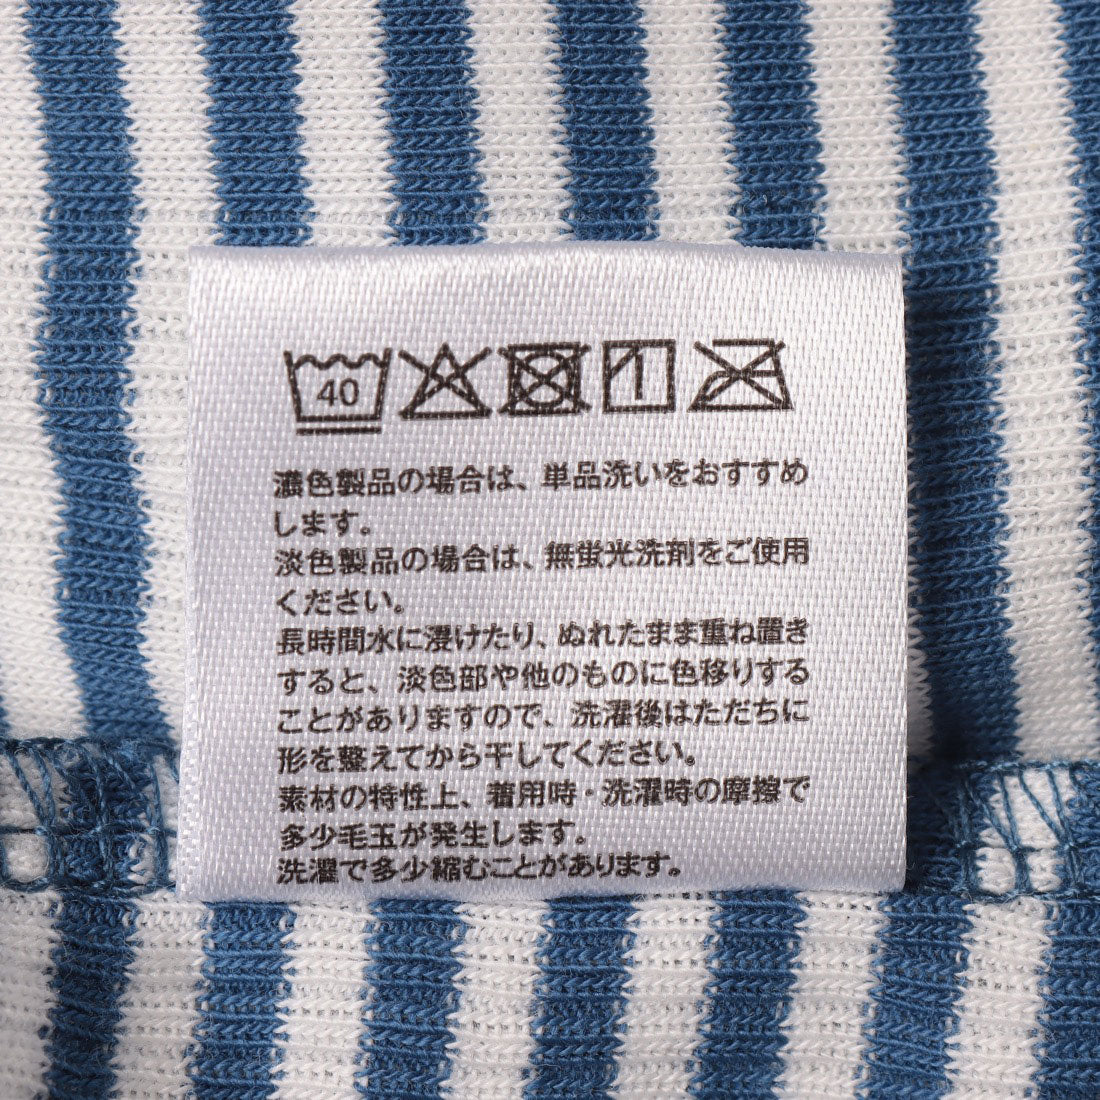 40
濃色製品の場合は、単品洗いをおすすめ
します。
淡色製品の場合は、無蛍光洗剤をご使用
ください。
長時間水に浸けたり、ぬれたまま重ね置き
すると、淡色部や他のものに色移りする
ことがありますので、洗濯後はただちに
形を整えてから干してください。
素材の特性上、着用時・洗濯時の摩擦で
多少毛玉が発生します。
洗濯で多少縮むことがあります。